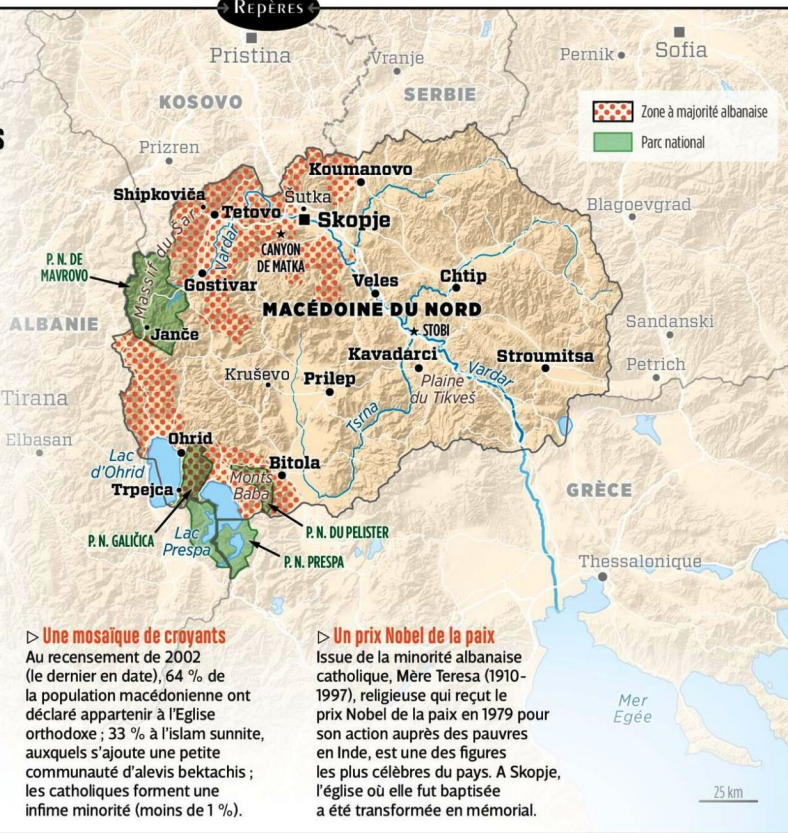 REPÈRES
S
Pristina
Vranje
Pernik
Sofia
KOSOVO
SERBIE
Zone à majorité albanaise
Parc national
Prizren
Koumanovo
Shipkoviča
Šutka
Tetovo
Skopje
Blagoevgrad
Massif du Šar
Vardar
CANYON
DE MATKA
P. N. DE
MAVROVO
Gostivar
Veles
Chtip
MACÉDOINE DU NORD
ALBANIE
Janče
STOBI
Sandanski
Kavadarci
Stroumitsa
Petrich
Kruševo
Prilep
Plaine
du Tikveš
Vardar
Tirana
Tsrna
Elbasan
Ohrid
Lac
d'Ohrid
Bitola
Monts
Baba
Trpejca
GRÈCE
P. N. GALIČICA
Lac
Prespa
P. N. DU PELISTER
P. N. PRESPA
Thessalonique
▷ Une mosaïque de croyants
Au recensement de 2002
(le dernier en date), 64 % de
la population macédonienne ont
déclaré appartenir à l'Eglise
orthodoxe ; 33 % à l'islam sunnite,
auxquels s'ajoute une petite
communauté d'alevis bektachis ;
les catholiques forment une
infime minorité (moins de 1 %).
▷ Un prix Nobel de la paix
Issue de la minorité albanaise
catholique, Mère Teresa (1910-
1997), religieuse qui reçut le
prix Nobel de la paix en 1979 pour
son action auprès des pauvres
en Inde, est une des figures
les plus célèbres du pays. A Skopje,
l'église où elle fut baptisée
a été transformée en mémorial.
Mer
Egée
25 km